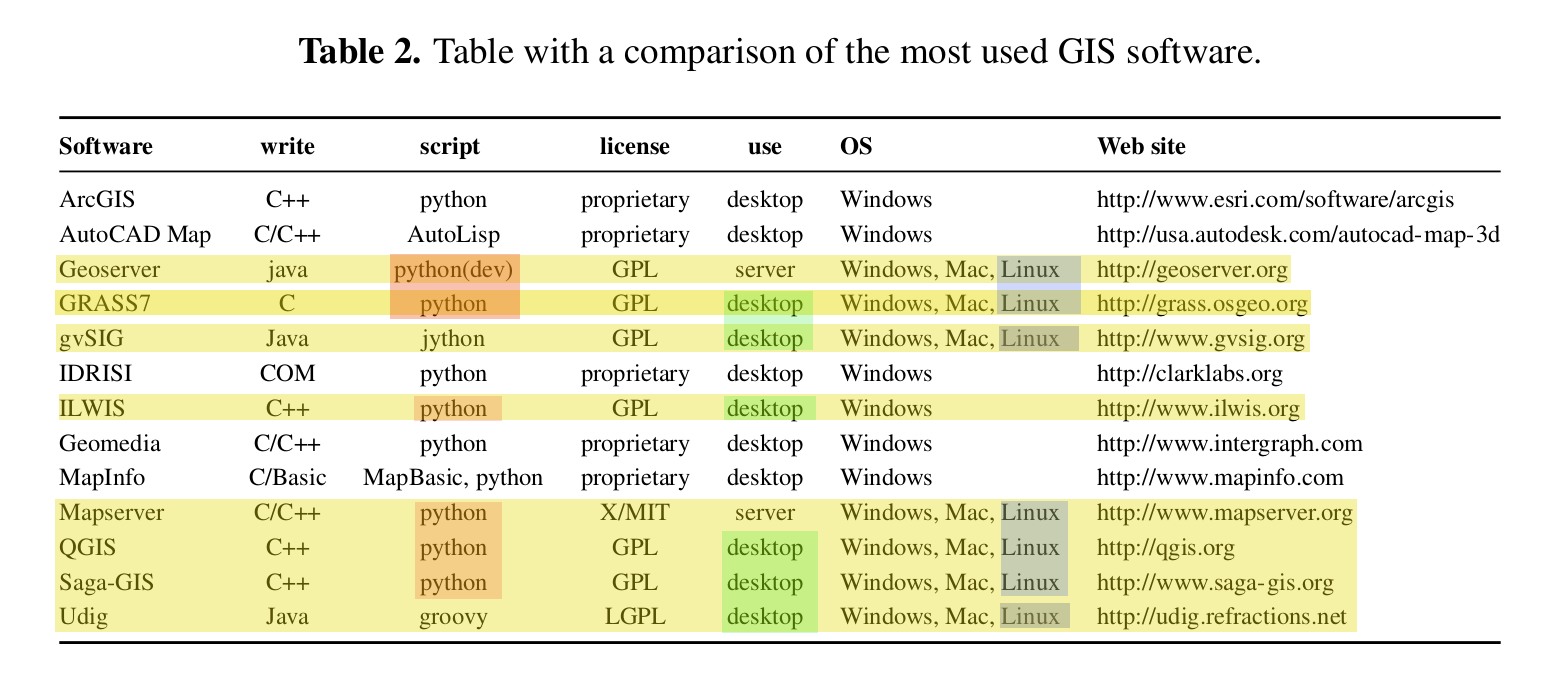 Table 2. Table with a comparison of the most used GIS software.
Software write script license use OS Web site
ArcGIS C++ python proprietary desktop Windows http://www.esri.com/software/arcgis
AutoCAD Map C/C++ AutoLisp proprietary desktop Windows http://usa.autodesk.com/autocad-map-3d
Geoserver java python(dev) GPL server Windows, Mac, Linux http://geoserver.org
GRASS7 C python GPL desktop Windows, Mac, Linux http://grass.osgeo.org
gvSIG Java jython GPL desktop Windows, Mac, Linux http://www.gvsig.org
IDRISI COM python proprietary desktop Windows http://clarklabs.org
ILWIS C++ python GPL desktop Windows http://www.ilwis.org
Geomedia C/C++ python proprietary desktop Windows http://www.intergraph.com
MapInfo C/Basic MapBasic, python proprietary desktop Windows http://www.mapinfo.com
Mapserver C/C++ python X/MIT server Windows, Mac, Linux http://www.mapserver.org
QGIS C++ python GPL desktop Windows, Mac, Linux http://qgis.org
Saga-GIS C++ python GPL desktop Windows, Mac, Linux http://www.saga-gis.org
Udig Java groovy LGPL desktop Windows, Mac, Linux http://udig.refractions.net